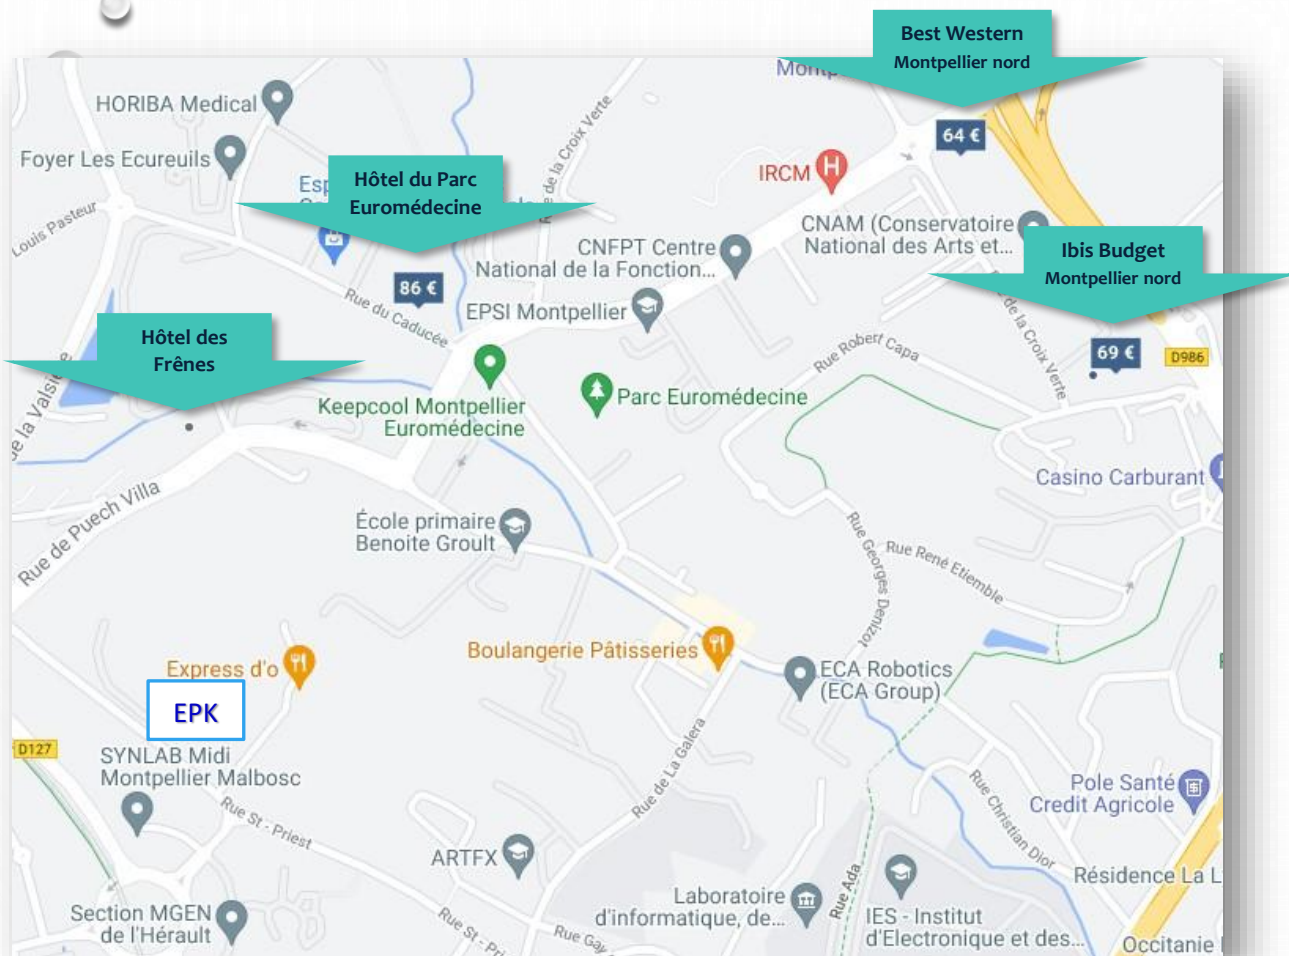 Best Western
Montpellier nord
HORIBA Medical
64 €
Foyer Les Ecureuils
Hôtel du Parc
Euromédecine
IRCM
Louis Pasteur
de la Croix Verte
CNAM (Conservatoire
National des Arts et...
CNFPT Centre
National de la Fonction...
Ibis Budget
Montpellier nord
86 €
Rue du Caducée
EPSI Montpellier
de la Croix Verte
Hôtel des
Frênes
Rue Robert Capa
69 €
D986
Keepcool Montpellier
Euromédecine
Parc Euromédecine
Casino Carburant
Rue de Puech Villa
École primaire
Benoite Groult
Rue Georges Denizot
Rue René Etiemble
Boulangerie Pâtisseries
Express d'o
ECA Robotics
(ECA Group)
EPK
D127
SYNLAB Midi
Montpellier Malbosc
Rue de La Galera
Pole Santé
Credit Agricole
Rue St - Priest
Rue Christian Dior
ARTFX
Résidence La L
Laboratoire
d'informatique, de...
Rue Ada
Section MGEN
de l'Hérault
IES - Institut
d'Electronique et des...
Rue St - Pri
Rue Gay
Occitanie